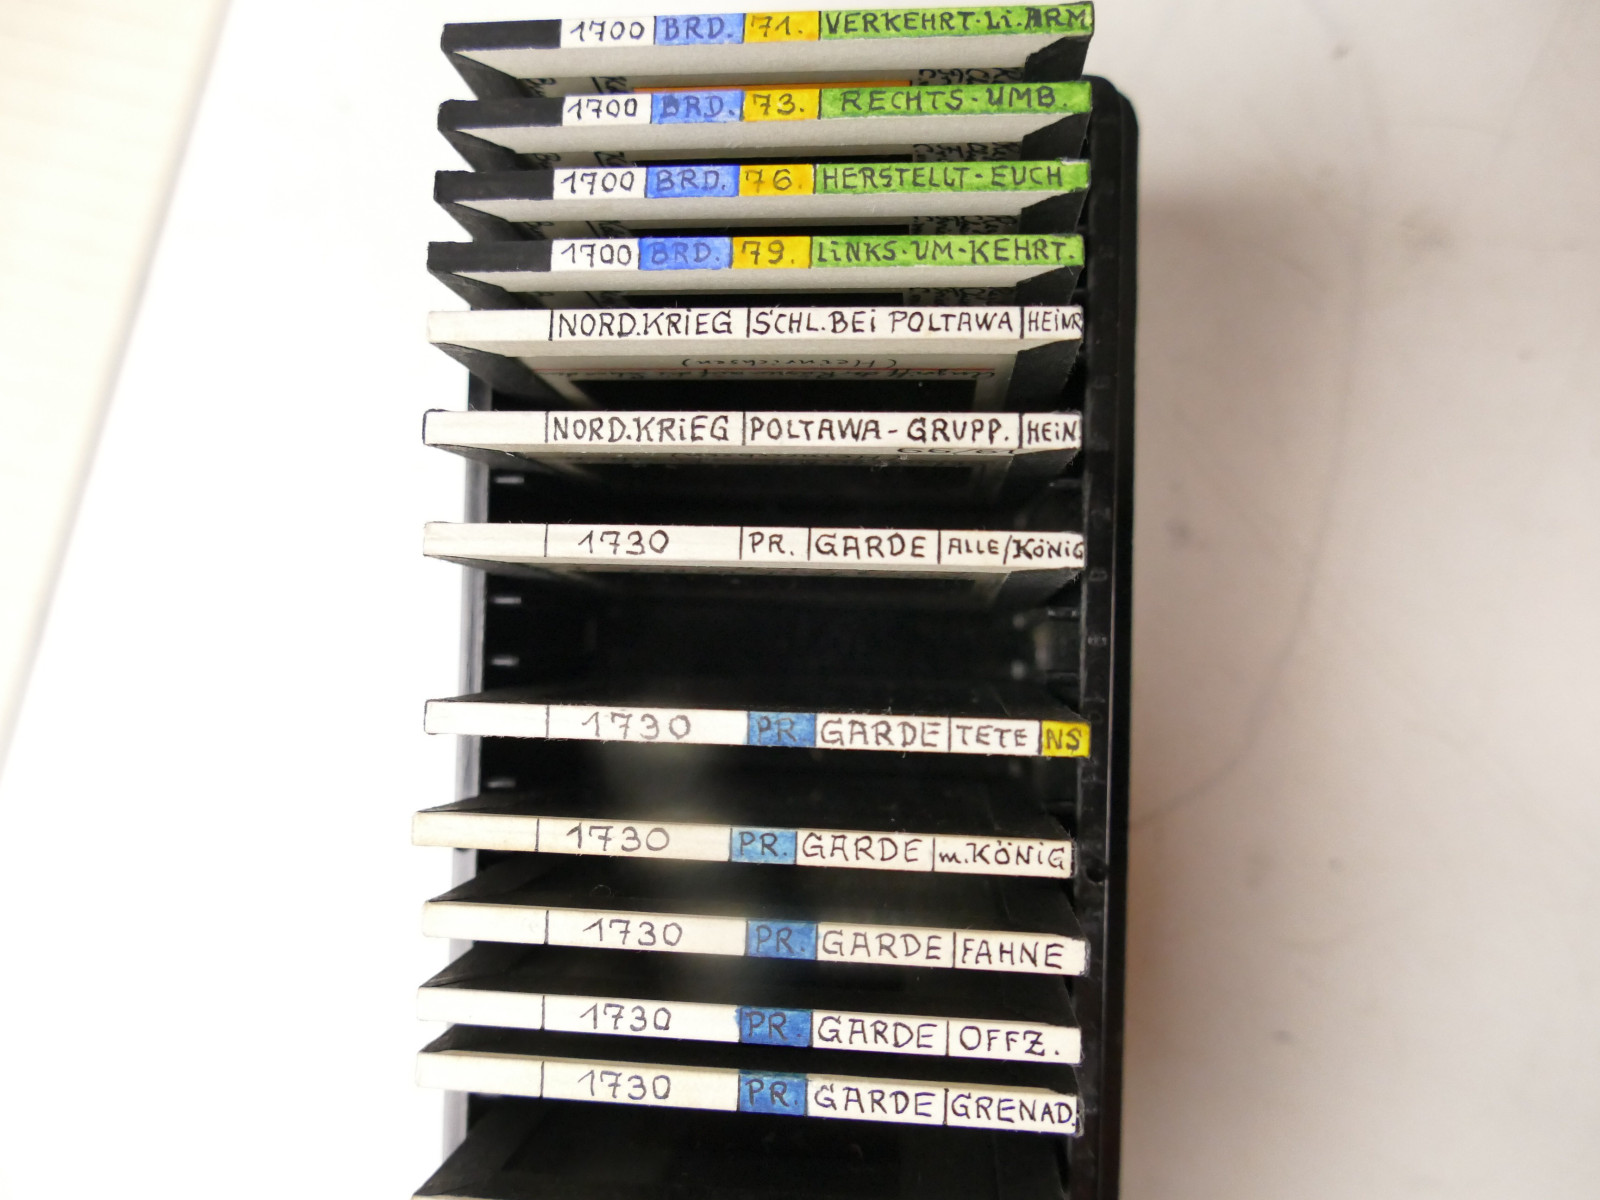 1700 BRD. 71. VERKEHRT·Li.ARM
1700 BRD. 73. RECHTS-UMB.
1700 BRD. 76. HERSTELLT-EUCH
1700 BRD. 79. LiNKS-UM-KEHRT.
NORD.KRiEG SCHL.BEi POLTAWA HEiNR
(Heinrichsen)
NORD.KRiEG POLTAWA-GRUPP. HEiN
1730 PR. GARDE ALLE/KÖNiG
1730 PR. GARDE TETE NS
1730 PR. GARDE m.KÖNiG
1730 PR. GARDE FAHNE
1730 PR. GARDE OFFZ.
1730 PR. GARDE GRENAD.